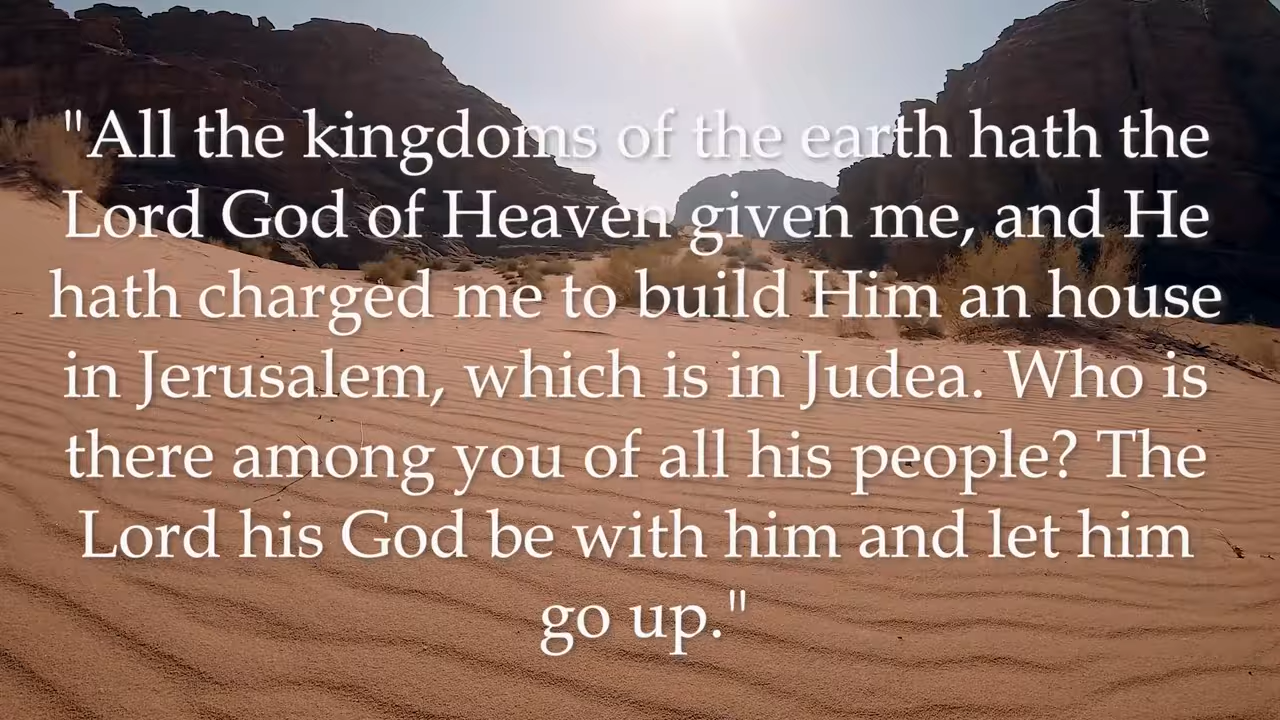 "All the kingdoms of the earth hath the
Lord God of Heaven given me, and He
hath charged me to build Him an house
in Jerusalem, which is in Judea. Who is
there among you of all his people? The
Lord his God be with him and let him
go up."